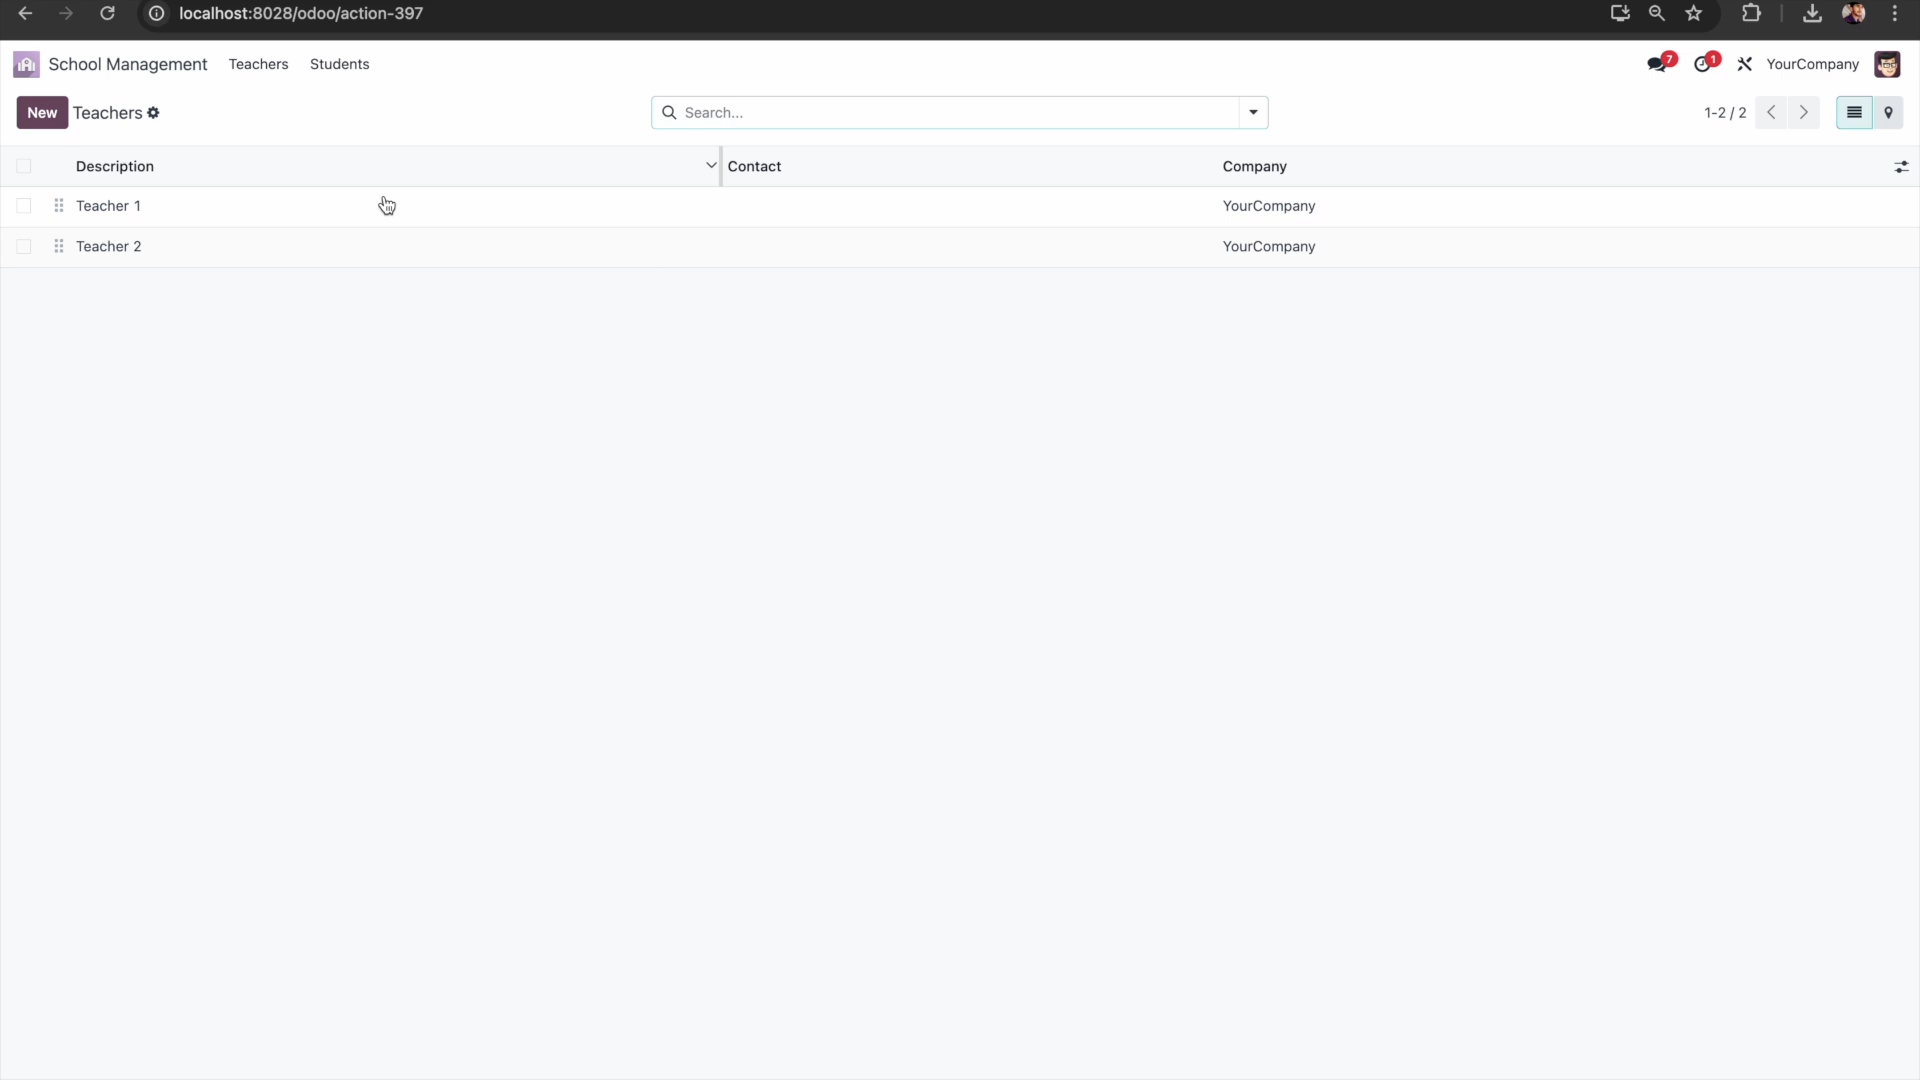 localhost:8028/odoo/action-397
School Management Teachers Students 7 1 YourCompany
New Teachers Search... 1-2 / 2
Description Contact Company
Teacher 1 YourCompany
Teacher 2 YourCompany